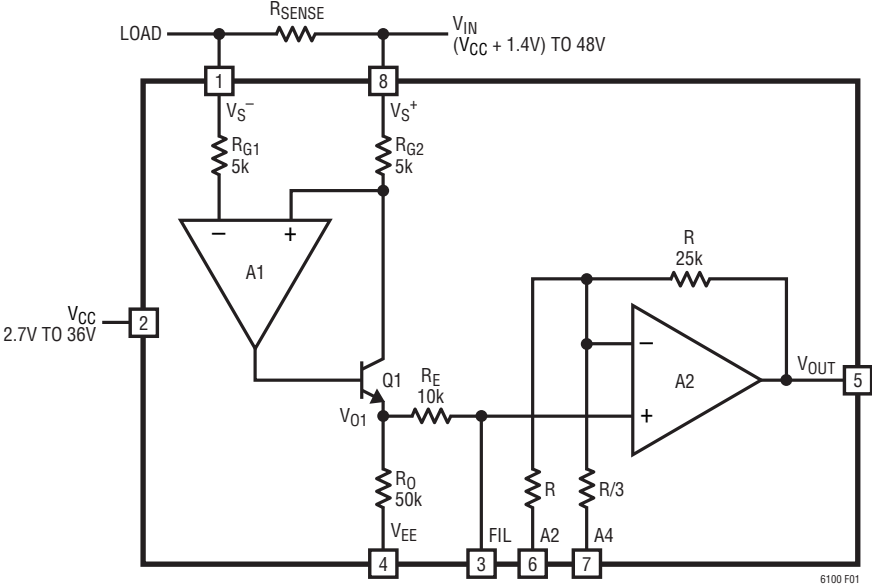 RSENSE
LOAD
VIN
(VCC + 1.4V) TO 48V
1
8
VS–
VS+
RG1
5k
RG2
5k
– +
A1
R
25k
VCC
2.7V TO 36V
2
–
A2
VOUT
5
Q1
RE
10k
VO1
+
RO
50k
R
R/3
VEE
FIL
A2
A4
4
3
6
7
6100 F01